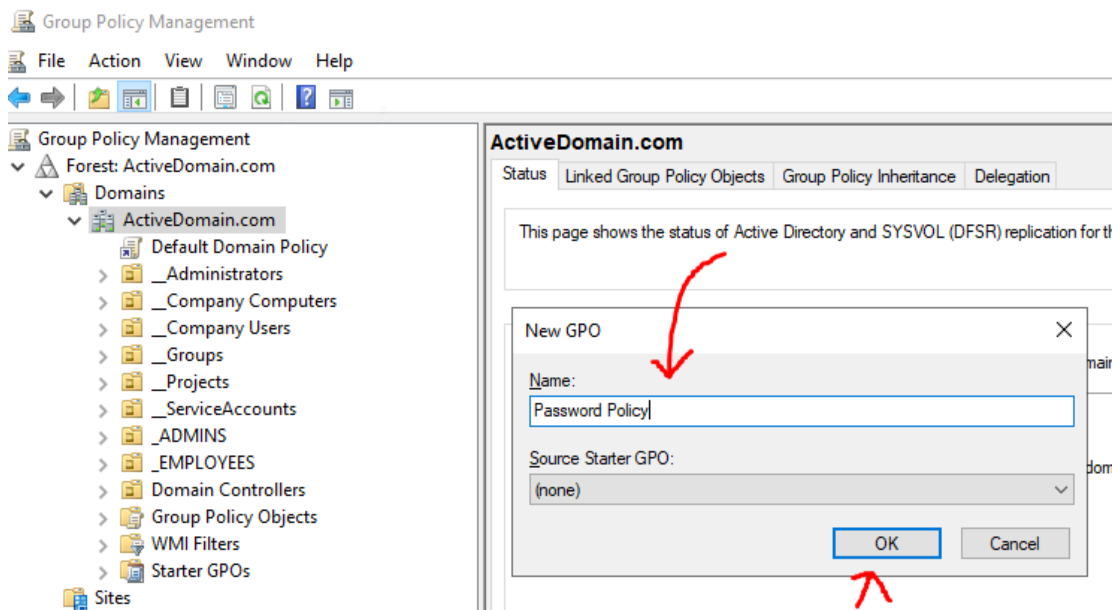 Group Policy Management
File Action View Window Help
Group Policy Management
Forest: ActiveDomain.com
Domains
ActiveDomain.com
Default Domain Policy
__Administrators
__Company Computers
__Company Users
__Groups
__Projects
__ServiceAccounts
_ADMINS
_EMPLOYEES
Domain Controllers
Group Policy Objects
WMI Filters
Starter GPOs
Sites
ActiveDomain.com
Status Linked Group Policy Objects Group Policy Inheritance Delegation
This page shows the status of Active Directory and SYSVOL (DFSR) replication for th
New GPO
Name:
Password Policy
Source Starter GPO:
(none)
OK Cancel